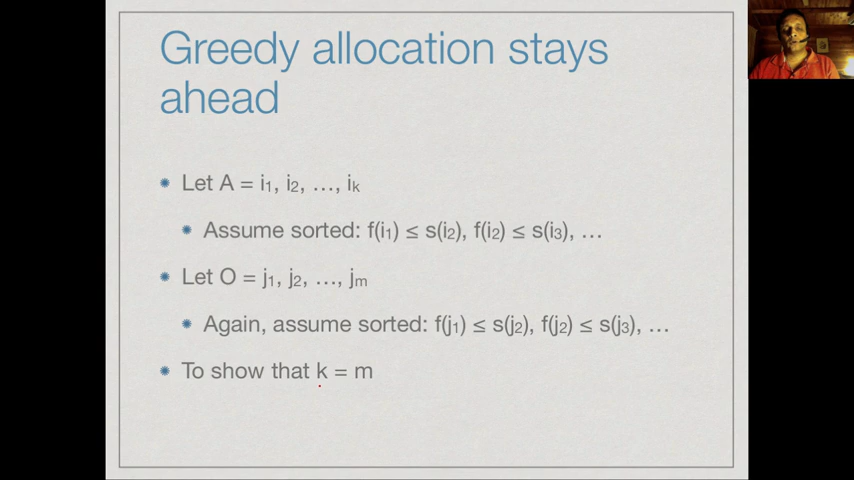 Greedy allocation stays
ahead
Let A = i₁, i₂, …, iₖ
Assume sorted: f(i₁) ≤ s(i₂), f(i₂) ≤ s(i₃), …
Let O = j₁, j₂, …, jₘ
Again, assume sorted: f(j₁) ≤ s(j₂), f(j₂) ≤ s(j₃), …
To show that k = m